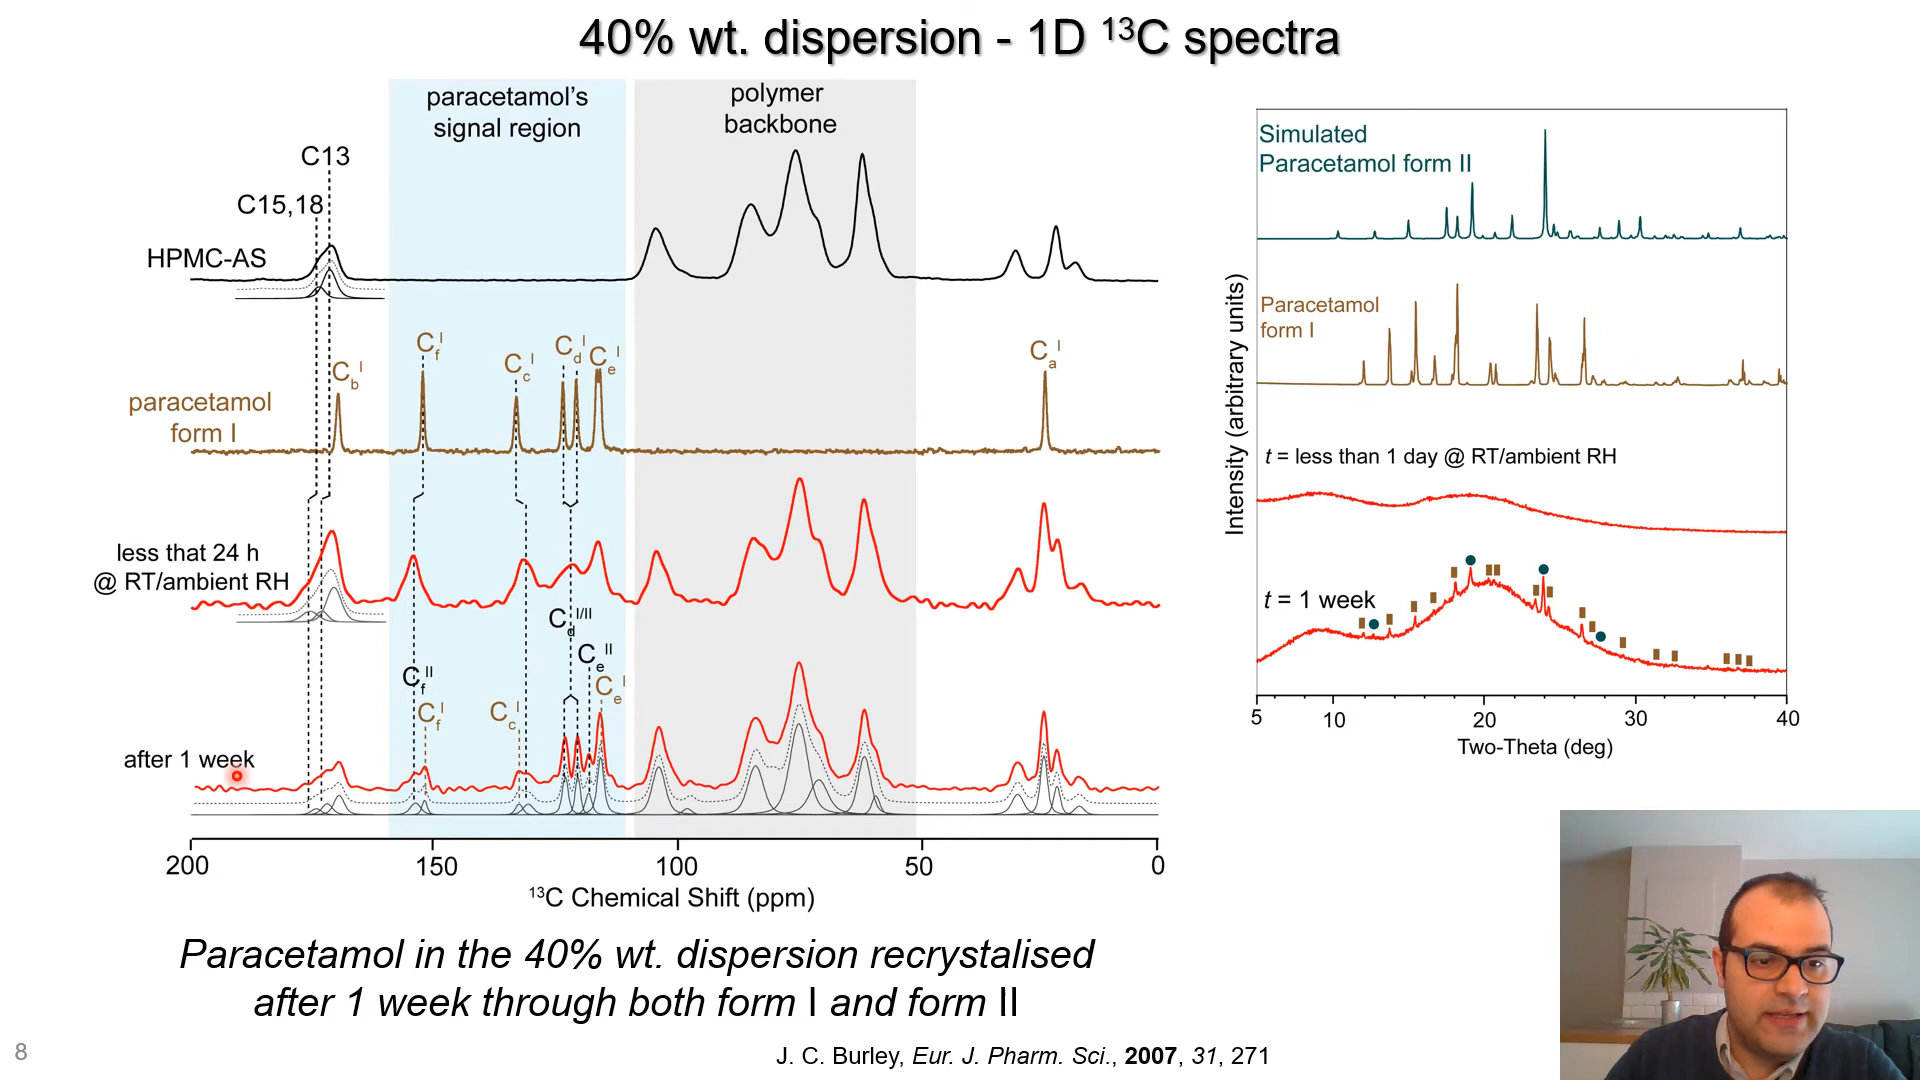 40% wt. dispersion - 1D ¹³C spectra
paracetamol's
signal region
polymer
backbone
C13
C15,18
HPMC-AS
C_b^I
C_f^I
C_c^I
C_d^I
C_e^I
C_a^I
paracetamol
form I
less that 24 h
@ RT/ambient RH
C_d^I/II
C_e^II
C_e^I
C_f^II
C_f^I
C_c^I
after 1 week
200
150
100
50
0
¹³C Chemical Shift (ppm)
Intensity (arbitrary units)
Simulated
Paracetamol form II
Paracetamol
form I
t = less than 1 day @ RT/ambient RH
t = 1 week
5
10
20
30
40
Two-Theta (deg)
Paracetamol in the 40% wt. dispersion recrystalised
after 1 week through both form I and form II
8
J. C. Burley, Eur. J. Pharm. Sci., 2007, 31, 271